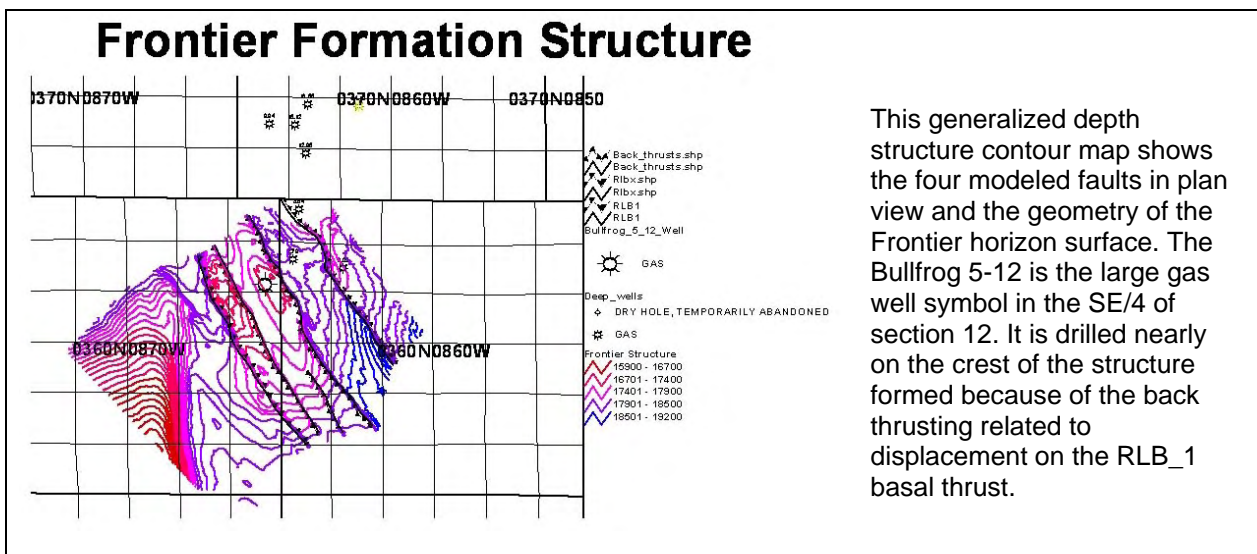 Frontier Formation Structure
0370N0870W
0370N0860W
0370N0850
Back_thrusts.shp
Back_thrusts.shp
Rlbx.shp
Rlbx.shp
RLB1
RLB1
Bullfrog_5_12_Well
GAS
Deep_wells
DRY HOLE, TEMPORARILY ABANDONED
GAS
Frontier Structure
15900 - 16700
16701 - 17400
17401 - 17900
17901 - 18500
18501 - 19200
0360N0870W
0360N0860W
This generalized depth
structure contour map shows
the four modeled faults in plan
view and the geometry of the
Frontier horizon surface. The
Bullfrog 5-12 is the large gas
well symbol in the SE/4 of
section 12. It is drilled nearly
on the crest of the structure
formed because of the back
thrusting related to
displacement on the RLB_1
basal thrust.